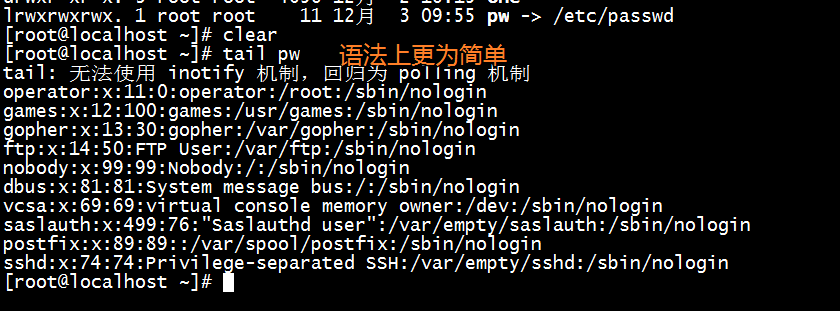 lrwxrwxrwx. 1 root root    11 12月  3 09:55 pw -> /etc/passwd
[root@localhost ~]# clear
[root@localhost ~]# tail pw 语法上更为简单
tail: 无法使用 inotify 机制, 回归为 polling 机制
operator:x:11:0:operator:/root:/sbin/nologin
games:x:12:100:games:/usr/games:/sbin/nologin
gopher:x:13:30:gopher:/var/gopher:/sbin/nologin
ftp:x:14:50:FTP User:/var/ftp:/sbin/nologin
nobody:x:99:99:Nobody:/:/sbin/nologin
dbus:x:81:81:System message bus:/:/sbin/nologin
vcsa:x:69:69:virtual console memory owner:/dev:/sbin/nologin
saslauth:x:499:76:"Saslauthd user":/var/empty/saslauth:/sbin/nologin
postfix:x:89:89::/var/spool/postfix:/sbin/nologin
sshd:x:74:74:Privilege-separated SSH:/var/empty/sshd:/sbin/nologin
[root@localhost ~]#